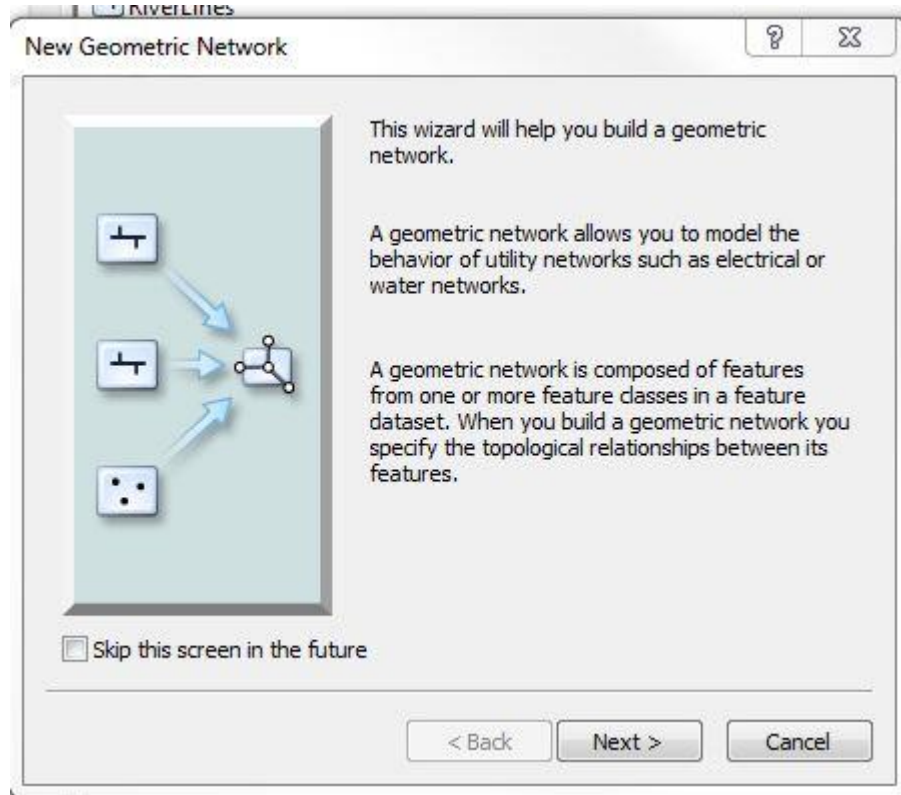 RiverLines
New Geometric Network
This wizard will help you build a geometric
network.
A geometric network allows you to model the
behavior of utility networks such as electrical or
water networks.
A geometric network is composed of features
from one or more feature classes in a feature
dataset. When you build a geometric network you
specify the topological relationships between its
features.
Skip this screen in the future
< Back
Next >
Cancel